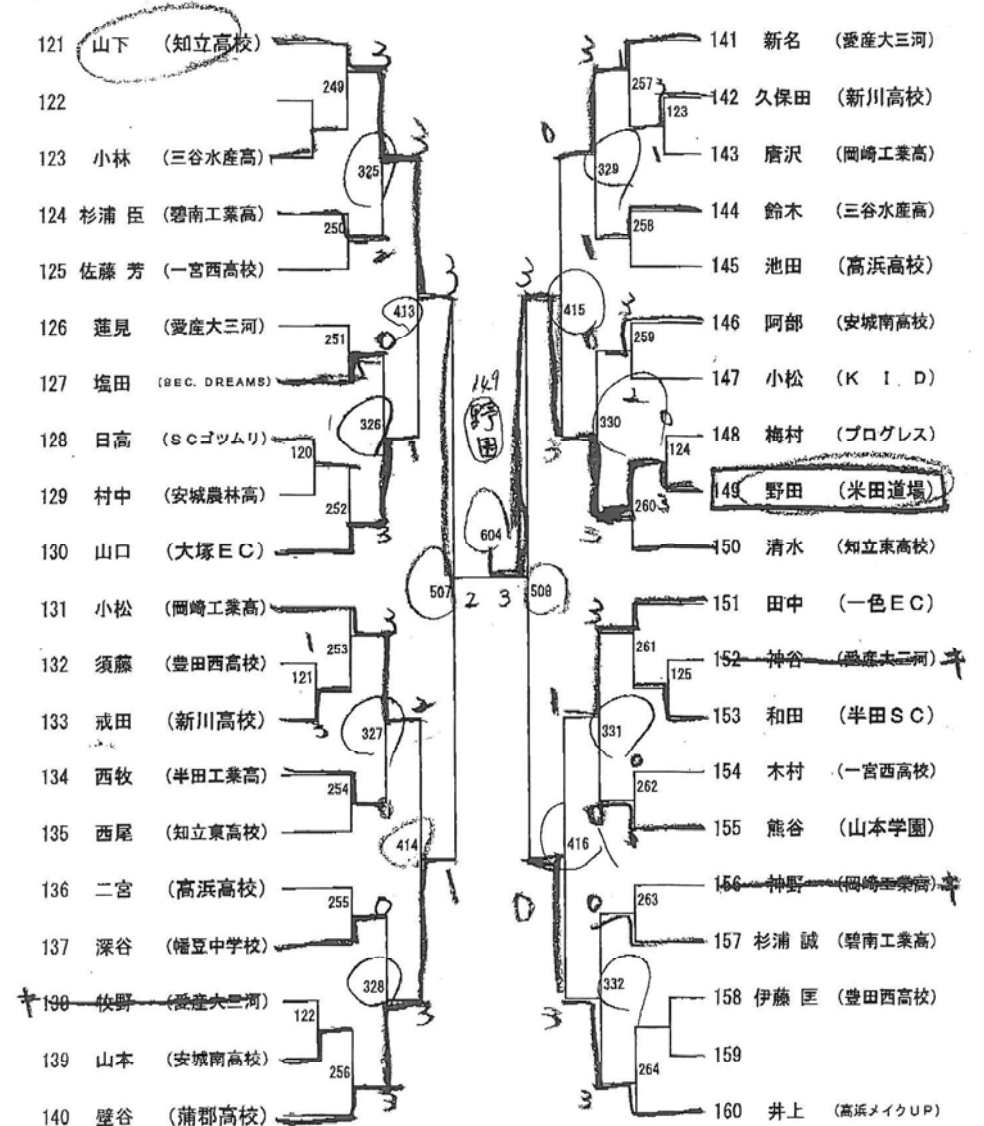 121 山下 (知立高校)
122
123 小林 (三谷水産高)
124 杉浦 臣 (碧南工業高)
125 佐藤 芳 (一宮西高校)
126 蓮見 (愛産大三河)
127 塩田 (BEC. DREAMS)
128 日高 (SCゴツムリ)
129 村中 (安城農林高)
130 山口 (大塚EC)
131 小松 (岡崎工業高)
132 須藤 (豊田西高校)
133 戒田 (新川高校)
134 西牧 (半田工業高)
135 西尾 (知立東高校)
136 二宮 (高浜高校)
137 深谷 (幡豆中学校)
キ 138 牧野 (愛産大三河)
139 山本 (安城南高校)
140 壁谷 (蒲郡高校)
249
325
250
413
251
326
120
252
507
253
121
327
254
414
255
328
122
256
149
野田
604
2 3
508
257
123
329
258
415
259
330
124
260
261
125
331
262
416
263
332
264
141 新名 (愛産大三河)
142 久保田 (新川高校)
143 唐沢 (岡崎工業高)
144 鈴木 (三谷水産高)
145 池田 (高浜高校)
146 阿部 (安城南高校)
147 小松 (K I D)
148 梅村 (プログレス)
149 野田 (米田道場)
150 清水 (知立東高校)
151 田中 (一色EC)
152 神谷 (愛産大三河) キ
153 和田 (半田SC)
154 木村 (一宮西高校)
155 熊谷 (山本学園)
156 神野 (岡崎工業高) キ
157 杉浦 誠 (碧南工業高)
158 伊藤 匡 (豊田西高校)
159
160 井上 (高浜メイクUP)